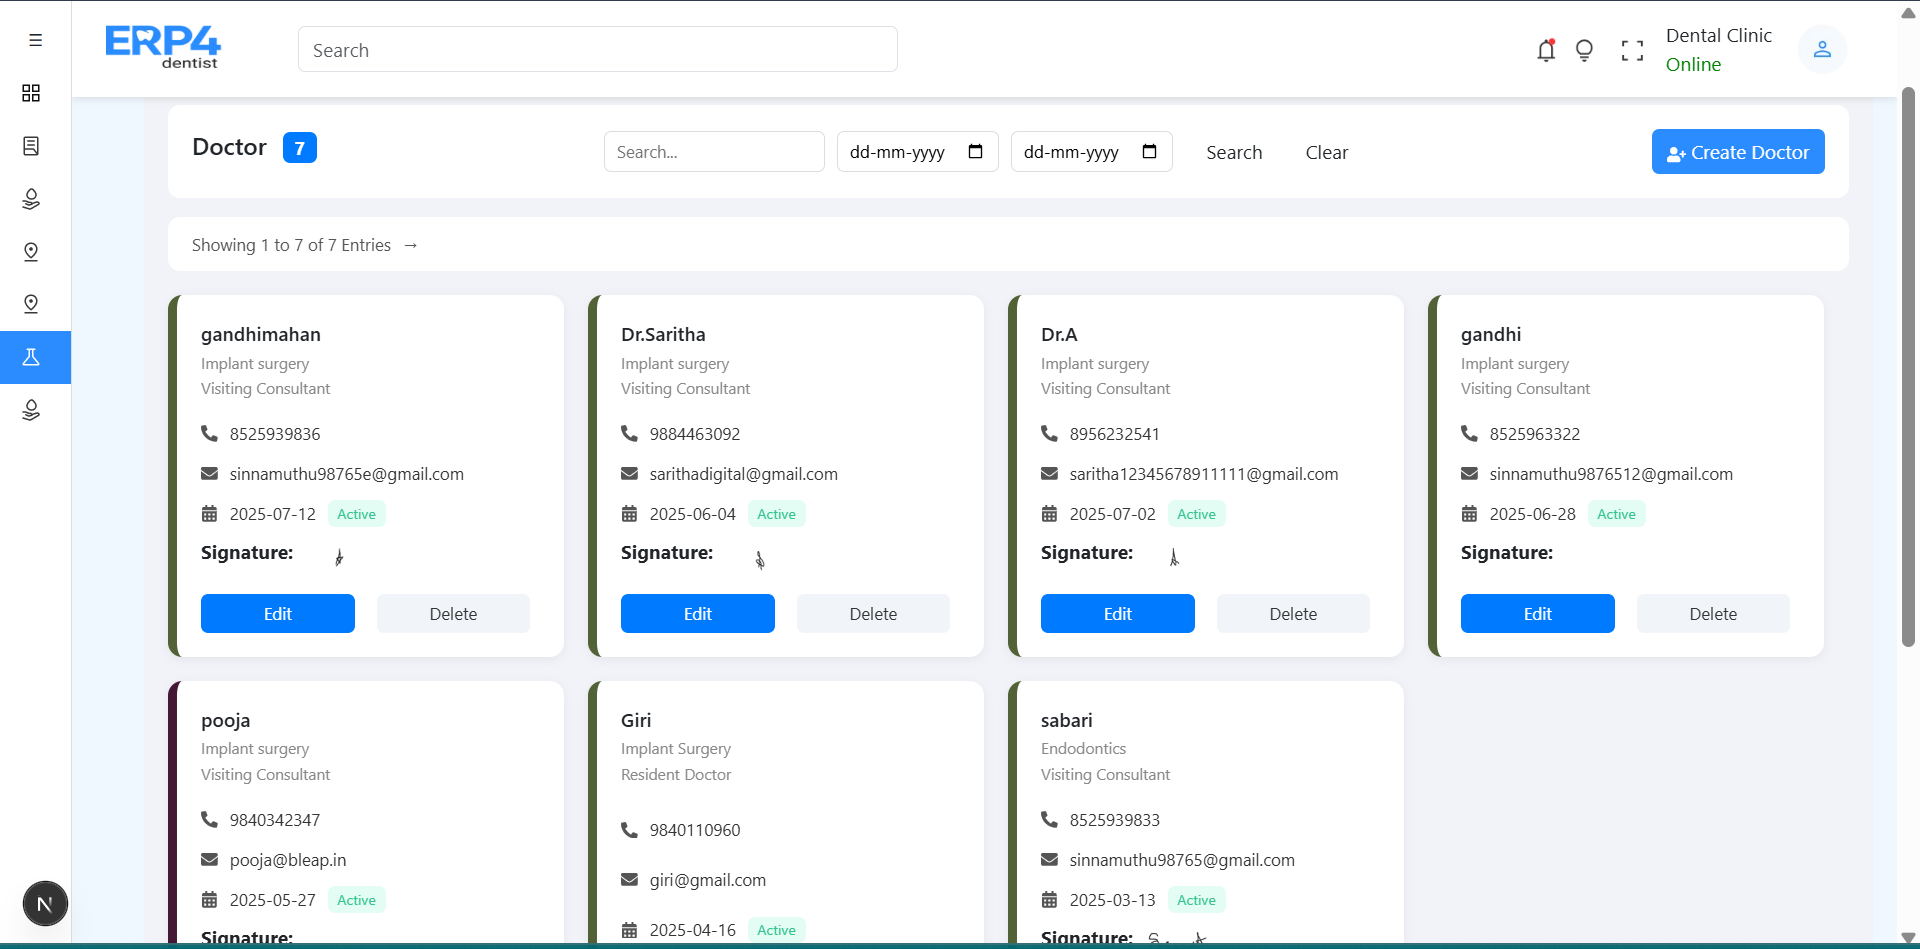 ERP4
dentist
Search
Dental Clinic
Online
Doctor 7
Search...
dd-mm-yyyy
dd-mm-yyyy
Search
Clear
Create Doctor
Showing 1 to 7 of 7 Entries →
gandhimahan
Implant surgery
Visiting Consultant
8525939836
sinnamuthu98765e@gmail.com
2025-07-12 Active
Signature:
Edit Delete
Dr.Saritha
Implant surgery
Visiting Consultant
9884463092
sarithadigital@gmail.com
2025-06-04 Active
Signature:
Edit Delete
Dr.A
Implant surgery
Visiting Consultant
8956232541
saritha12345678911111@gmail.com
2025-07-02 Active
Signature:
Edit Delete
gandhi
Implant surgery
Visiting Consultant
8525963322
sinnamuthu9876512@gmail.com
2025-06-28 Active
Signature:
Edit Delete
pooja
Implant surgery
Visiting Consultant
9840342347
pooja@bleap.in
2025-05-27 Active
Signature:
Giri
Implant Surgery
Resident Doctor
9840110960
giri@gmail.com
2025-04-16 Active
sabari
Endodontics
Visiting Consultant
8525939833
sinnamuthu98765@gmail.com
2025-03-13 Active
Signature:
N